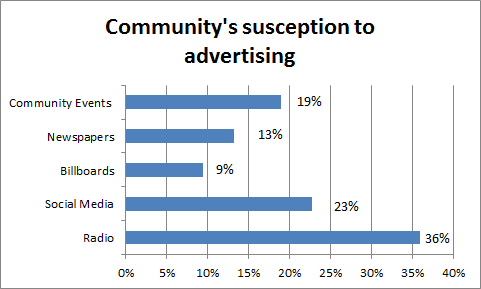 Community's susception to
advertising
Community Events 19%
Newspapers 13%
Billboards 9%
Social Media 23%
Radio 36%
0% 5% 10% 15% 20% 25% 30% 35% 40%